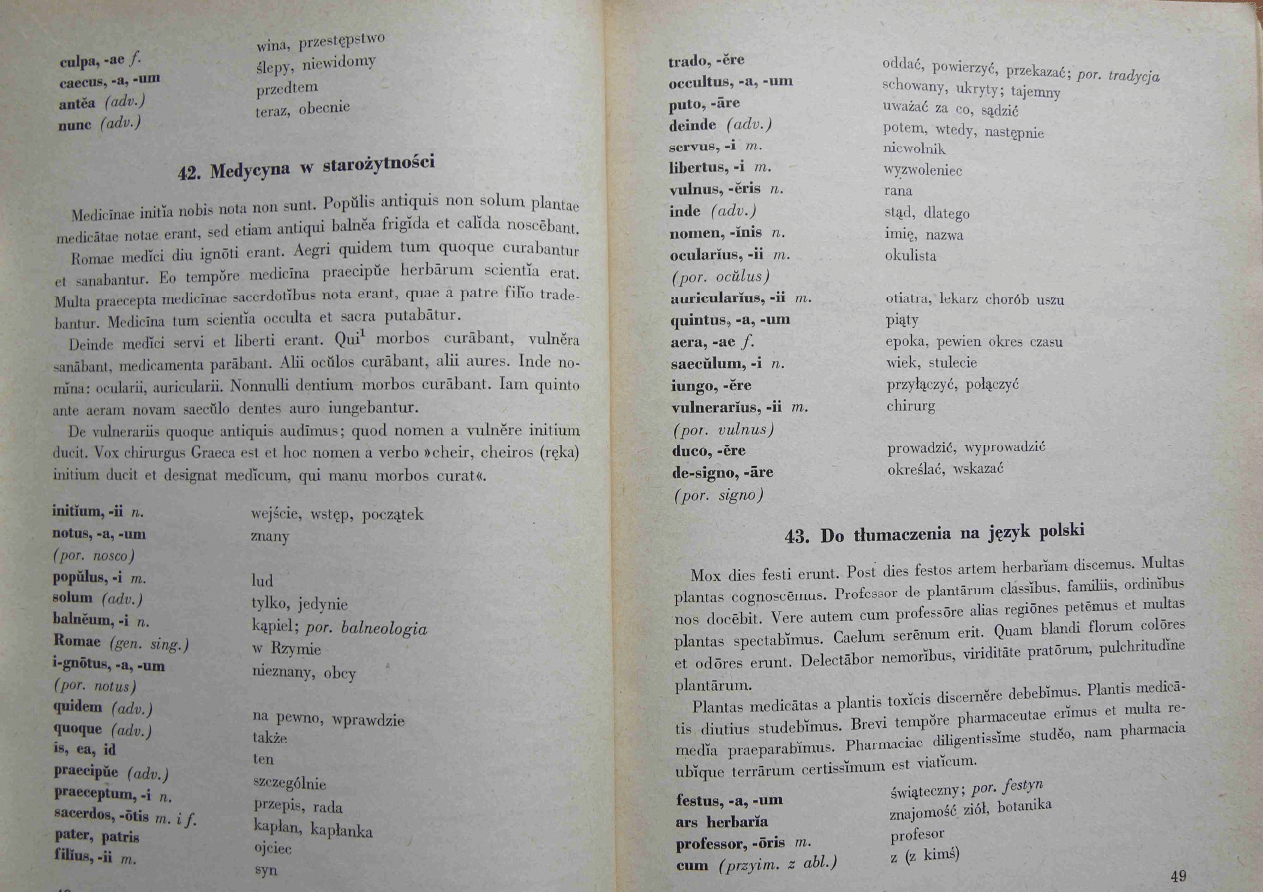 culpa, -ae f. wina, przestępstwo
caecus, -a, -um ślepy, niewidomy
antĕa (adv.) przedtem
nunc (adv.) teraz, obecnie
42. Medycyna w starożytności
Medicinae initĭa nobis nota non sunt. Popŭlis antiquis non solum plantae
medicātae notae erant, sed etiam antiqui balnĕa frigĭda et calĭda noscēbant.
Romae medĭci diu ignōti erant. Aegri quidem tum quoque curabantur
et sanabantur. Eo tempŏre medicīna praecipŭe herbārum scientĭa erat.
Multa praecepta medicinae sacerdotĭbus nota erant, quae a patre filĭo trade-
bantur. Medicīna tum scientĭa occulta et sacra putabātur.
Deinde medĭci servi et liberti erant. Qui¹ morbos curābant, vulnĕra
sanābant, medicamenta parābant. Alii ocŭlos curābant, alii aures. Inde no-
mĭna: ocularii, auricularii. Nonnulli dentium morbos curābant. Iam quinto
ante aeram novam saecŭlo dentes auro iungebantur.
De vulnerariis quoque antiquis audīmus; quod nomen a vulnĕre initium
ducit. Vox chirurgus Graeca est et hoc nomen a verbo »cheir, cheiros (ręka)
initium ducit et designat medĭcum, qui manu morbos curat«.
initĭum, -ii n. wejście, wstęp, początek
notus, -a, -um znany
(por. nosco)
popŭlus, -i m. lud
solum (adv.) tylko, jedynie
balnĕum, -i n. kąpiel; por. balneologia
Romae (gen. sing.) w Rzymie
i-gnōtus, -a, -um nieznany, obcy
(por. notus)
quidem (adv.) na pewno, wprawdzie
quoque (adv.) także
is, ea, id ten
praecipŭe (adv.) szczególnie
praeceptum, -i n. przepis, rada
sacerdos, -ōtis m. i f. kapłan, kapłanka
pater, patris ojciec
filĭus, -ii m. syn
trado, -ĕre oddać, powierzyć, przekazać; por. tradycja
occultus, -a, -um schowany, ukryty; tajemny
puto, -āre uważać za co, sądzić
deinde (adv.) potem, wtedy, następnie
servus, -i m. niewolnik
libertus, -i m. wyzwoleniec
vulnus, -ĕris n. rana
inde (adv.) stąd, dlatego
nomen, -ĭnis n. imię, nazwa
ocularĭus, -ii m. okulista
(por. ocŭlus)
auricularĭus, -ii m. otiatra, lekarz chorób uszu
quintus, -a, -um piąty
aera, -ae f. epoka, pewien okres czasu
saecŭlum, -i n. wiek, stulecie
iungo, -ĕre przyłączyć, połączyć
vulnerarĭus, -ii m. chirurg
(por. vulnus)
duco, -ĕre prowadzić, wyprowadzić
de-signo, -āre określać, wskazać
(por. signo)
43. Do tłumaczenia na język polski
Mox dies festi erunt. Post dies festos artem herbariam discemus. Multas
plantas cognoscēmus. Professor de plantārum classĭbus, familiis, ordinĭbus
nos docēbit. Vere autem cum professōre alias regiōnes petēmus et multas
plantas spectabĭmus. Caelum serēnum erit. Quam blandi florum colōres
et odōres erunt. Delectābor nemorĭbus, viriditāte pratōrum, pulchritudĭne
plantārum.
Plantas medicātas a plantis toxĭcis discernĕre debebĭmus. Plantis medicā-
tis diutius studebĭmus. Brevi tempŏre pharmaceutae erĭmus et multa re-
medĭa praeparabĭmus. Pharmaciae diligentissĭme studĕo, nam pharmacia
ubīque terrārum certissĭmum est viatĭcum.
festus, -a, -um świąteczny; por. festyn
ars herbarĭa znajomość ziół, botanika
professor, -ōris m. profesor
cum (przyim. z abl.) z (z kimś)
49